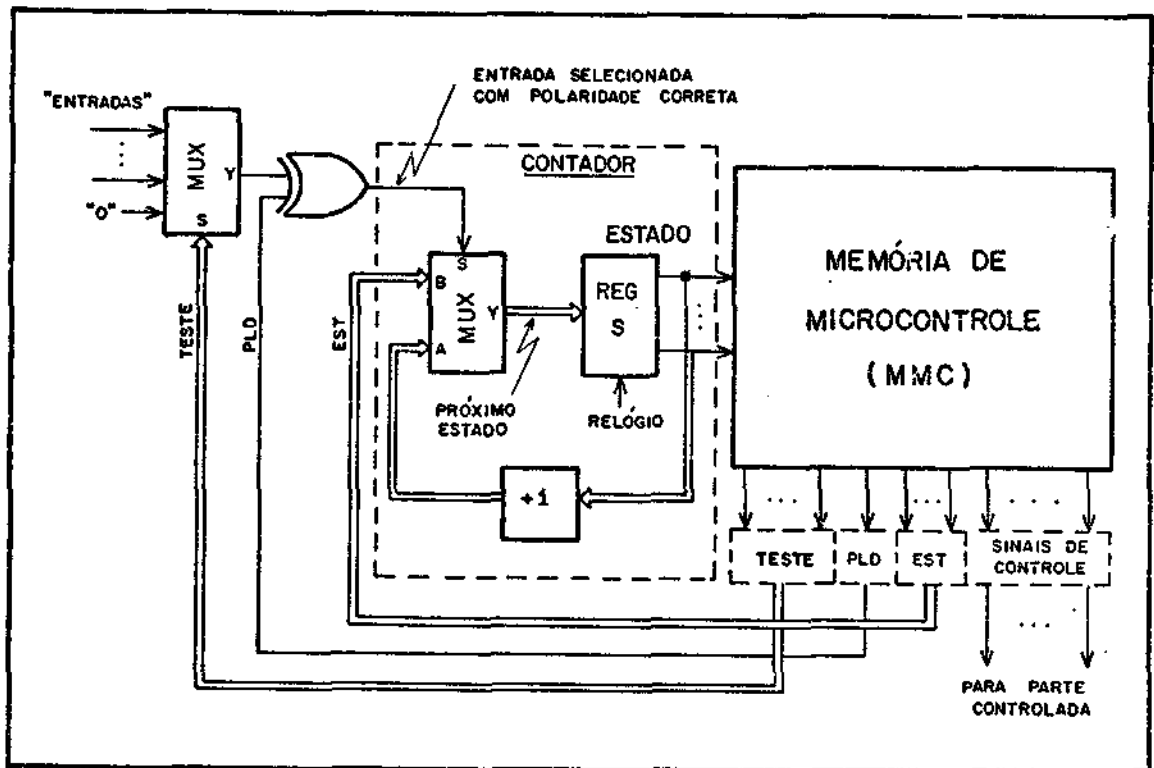 ENTRADA SELECIONADA
COM POLARIDADE CORRETA
"ENTRADAS"
MUX
Y
"O"
S
CONTADOR
ESTADO
S
B
MUX
Y
A
REG
S
MEMÓRIA DE
MICROCONTROLE
(MMC)
TESTE
PLD
EST
PRÓXIMO
ESTADO
RELÓGIO
+1
TESTE
PLD
EST
SINAIS DE
CONTROLE
PARA PARTE
CONTROLADA